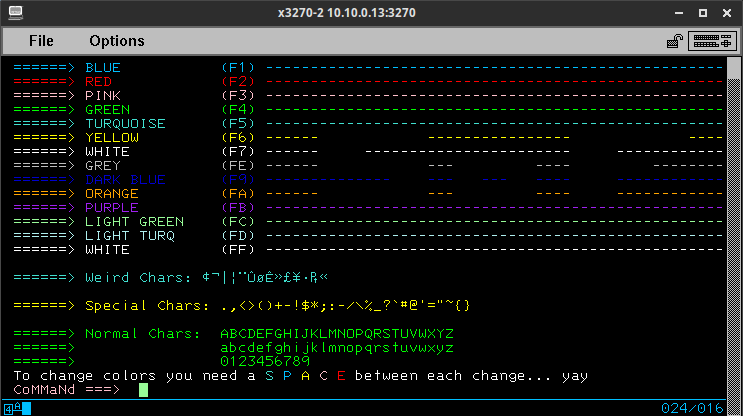 x3270-2 10.10.0.13:3270
File Options
======> BLUE (F1) ------------------------------------------------------
======> RED (F2) ------------------------------------------------------
======> PINK (F3) ------------------------------------------------------
======> GREEN (F4) ------------------------------------------------------
======> TURQUOISE (F5) ------------------------------------------------------
======> YELLOW (F6) ------ --------------- -----------
======> WHITE (F7) ------ --- ------ -----------
======> GREY (FE) ------ --- --------------
======> DARK BLUE (F9) ------------------------------------------------------
======> ORANGE (FA) ------ --- --------------
======> PURPLE (FB) ------------------------------------------------------
======> LIGHT GREEN (FC) ------------------------------------------------------
======> LIGHT TURQ (FD) ------------------------------------------------------
======> WHITE (FF) ------------------------------------------------------
======> Weird Chars: ¢¬|¦¨ÛøÊ»£¥·₧«
======> Special Chars: .,<>()+-!$*;:-/\%_?`#@'="~{}
======> Normal Chars: ABCDEFGHIJKLMNOPQRSTUVWXYZ
======> abcdefghijklmnopqrstuvwxyz
======> 0123456789
To change colors you need a S P A C E between each change... yay
CoMMaNd ===>
4A 024/016